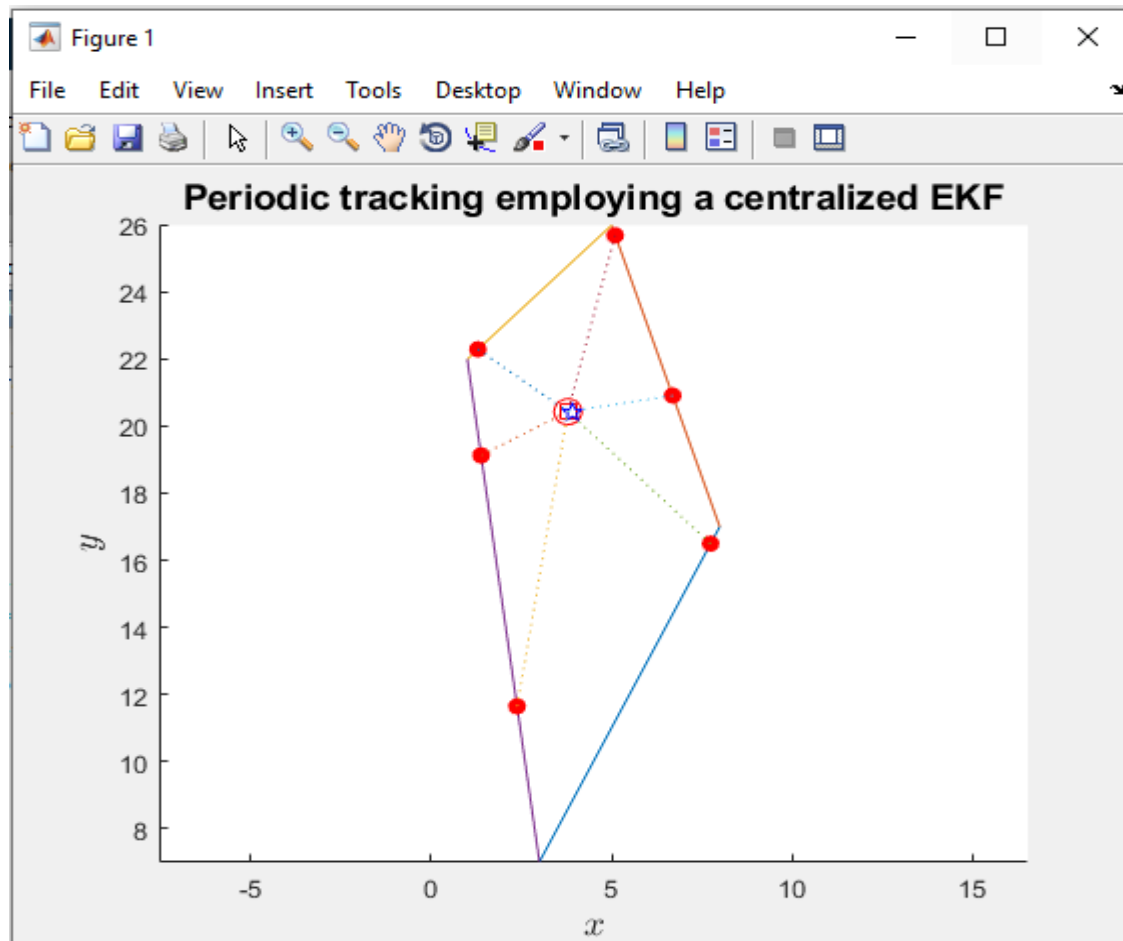 Figure 1
File Edit View Insert Tools Desktop Window Help
Periodic tracking employing a centralized EKF
26
24
22
20
18
16
14
12
10
8
y
-5 0 5 10 15
x